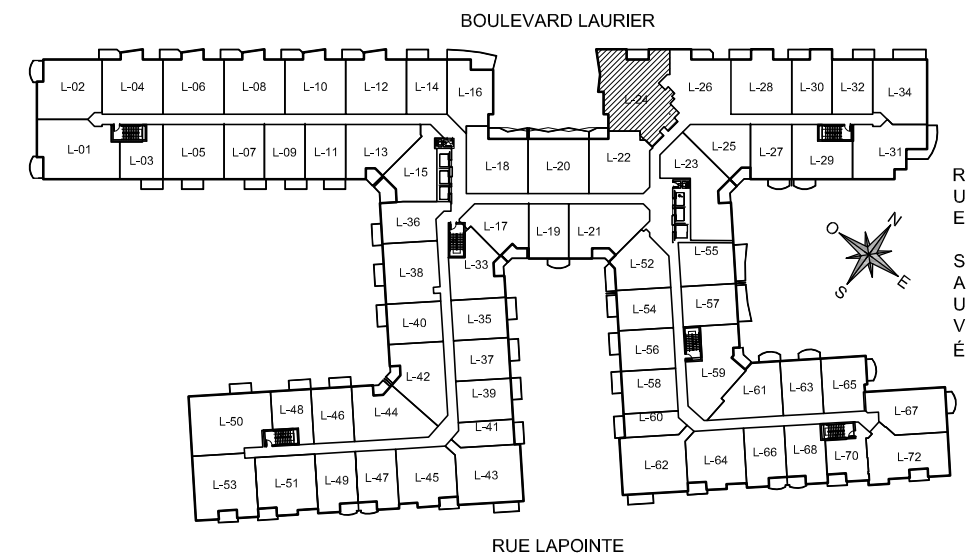 BOULEVARD LAURIER
L-02 L-04 L-06 L-08 L-10 L-12 L-14 L-16 L-24 L-26 L-28 L-30 L-32 L-34
L-01 L-03 L-05 L-07 L-09 L-11 L-13 L-15 L-18 L-20 L-22 L-23 L-25 L-27 L-29 L-31
RUE SAUVÉ
L-36 L-17 L-19 L-21
N
O
E
S
L-38 L-33 L-52 L-55
L-40 L-35 L-54 L-57
L-42 L-37 L-56 L-59
L-39 L-58 L-61 L-63 L-65
L-50 L-48 L-46 L-44 L-41 L-60 L-67
L-53 L-51 L-49 L-47 L-45 L-43 L-62 L-64 L-66 L-68 L-70 L-72
RUE LAPOINTE